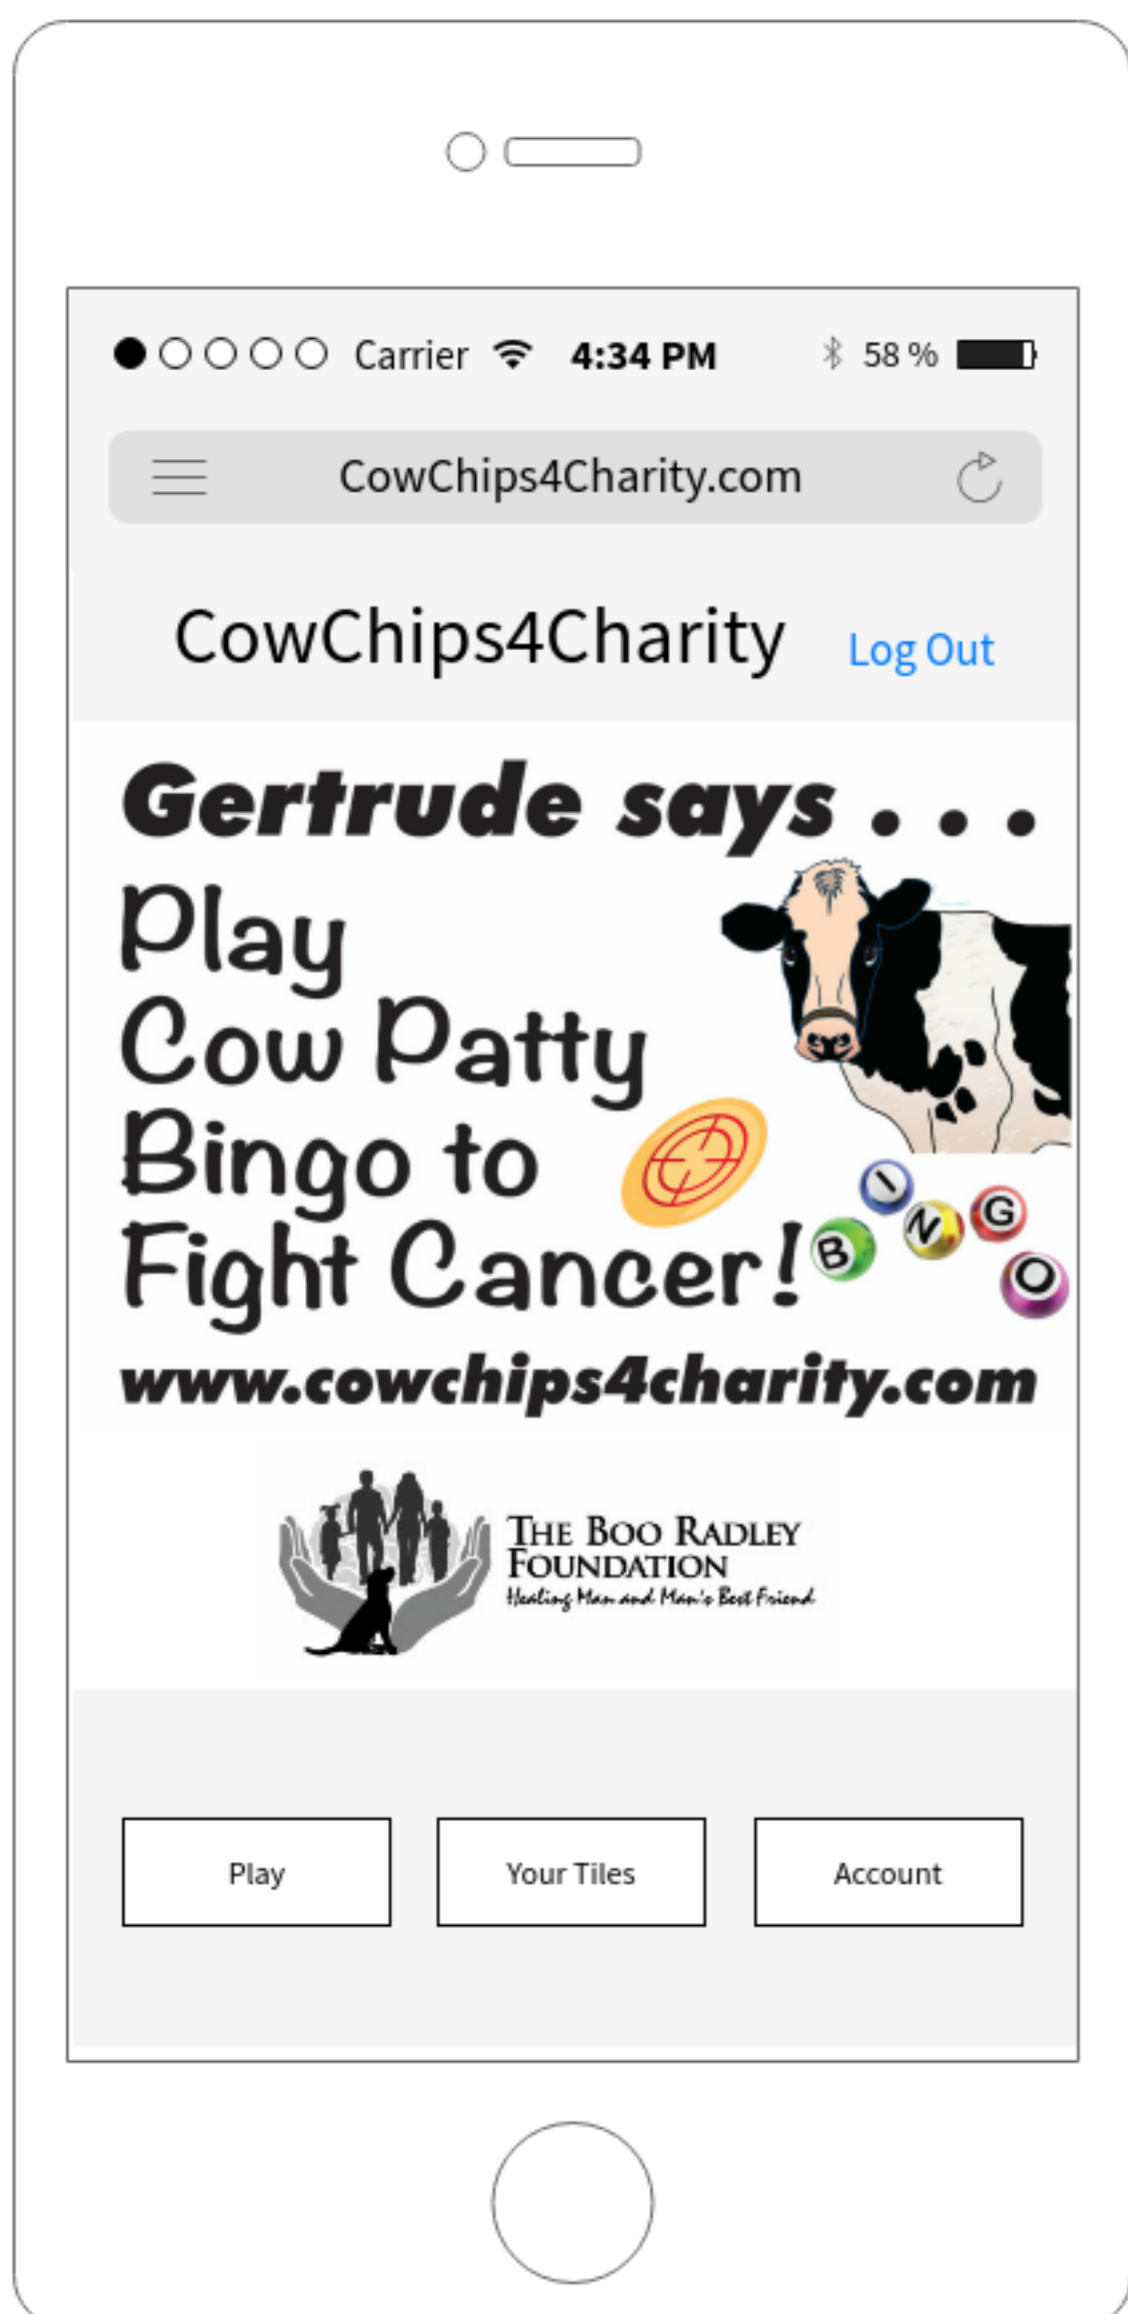 Carrier 4:34 PM 58 %
CowChips4Charity.com
CowChips4Charity Log Out
Gertrude says . . .
Play
Cow Patty
Bingo to
Fight Cancer!
B I N G O
www.cowchips4charity.com
THE BOO RADLEY
FOUNDATION
Healing Man and Man's Best Friend
Play Your Tiles Account